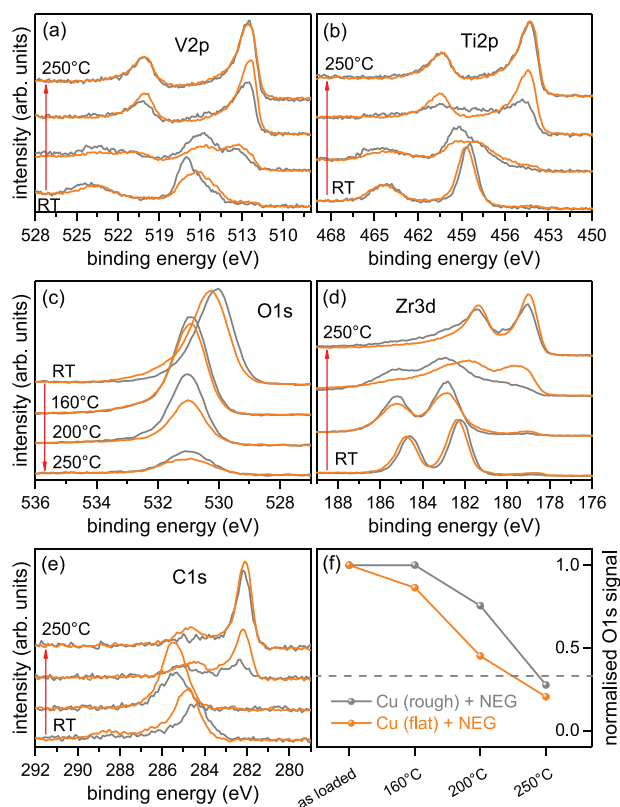 (a) V2p
250°C
RT
intensity (arb. units)
528 525 522 519 516 513 510
binding energy (eV)
(b) Ti2p
250°C
RT
468 465 462 459 456 453 450
binding energy (eV)
(c) O1s
RT
160°C
200°C
250°C
intensity (arb. units)
536 534 532 530 528
binding energy (eV)
(d) Zr3d
250°C
RT
188 185 182 179 176
binding energy (eV)
(e) C1s
250°C
RT
intensity (arb. units)
292 290 288 286 284 282 280
binding energy (eV)
(f)
1.0
0.5
0.0
normalised O1s signal
Cu (rough) + NEG
Cu (flat) + NEG
as loaded
160°C
200°C
250°C